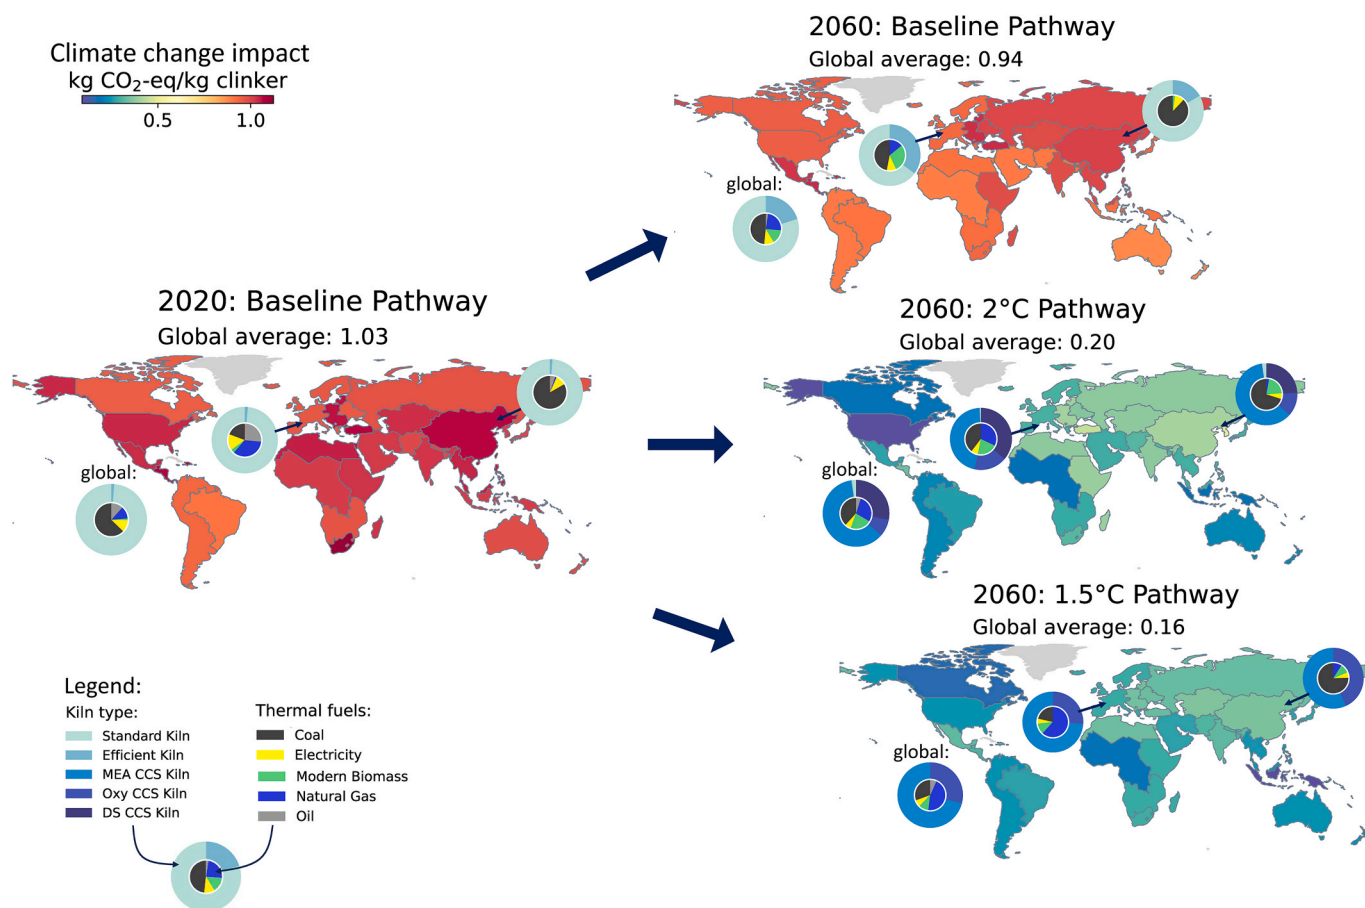 Climate change impact
kg CO₂-eq/kg clinker
0.5 1.0
2060: Baseline Pathway
Global average: 0.94
global:
2020: Baseline Pathway
Global average: 1.03
global:
2060: 2°C Pathway
Global average: 0.20
global:
2060: 1.5°C Pathway
Global average: 0.16
global:
Legend:
Kiln type:
Standard Kiln
Efficient Kiln
MEA CCS Kiln
Oxy CCS Kiln
DS CCS Kiln
Thermal fuels:
Coal
Electricity
Modern Biomass
Natural Gas
Oil